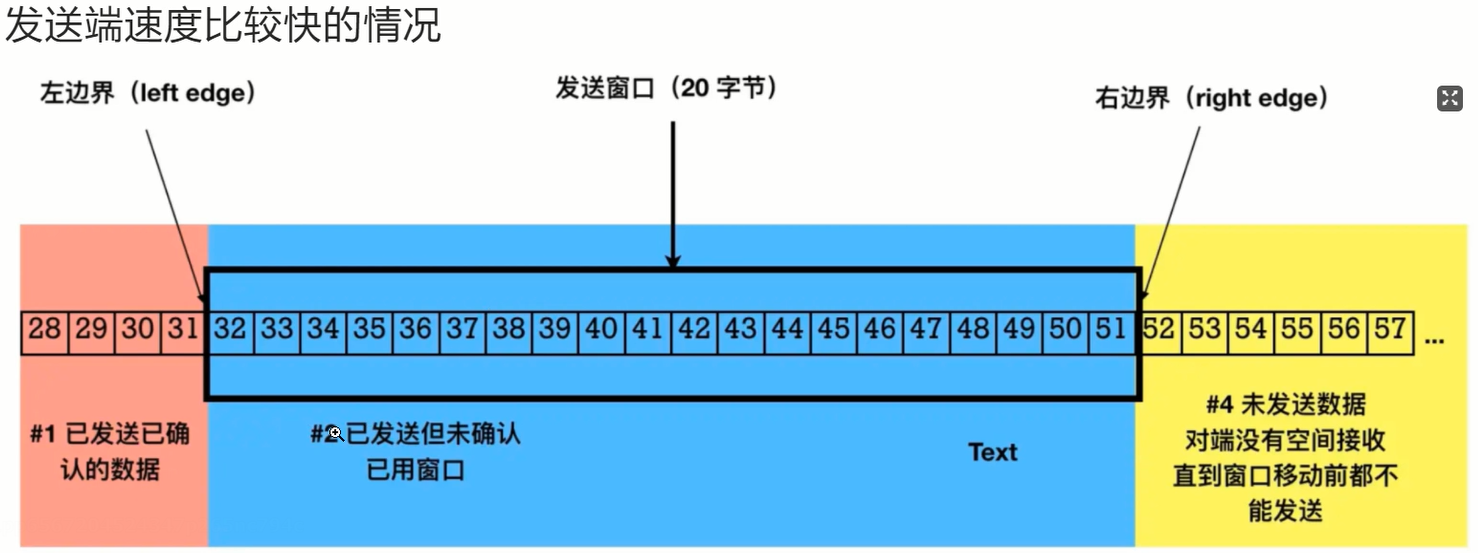 发送端速度比较快的情况
左边界（left edge）
发送窗口（20 字节）
右边界（right edge）
28 29 30 31 32 33 34 35 36 37 38 39 40 41 42 43 44 45 46 47 48 49 50 51 52 53 54 55 56 57 ...
#1 已发送已确
认的数据
#2 已发送但未确认
已用窗口
Text
#4 未发送数据
对端没有空间接收
直到窗口移动前都不
能发送